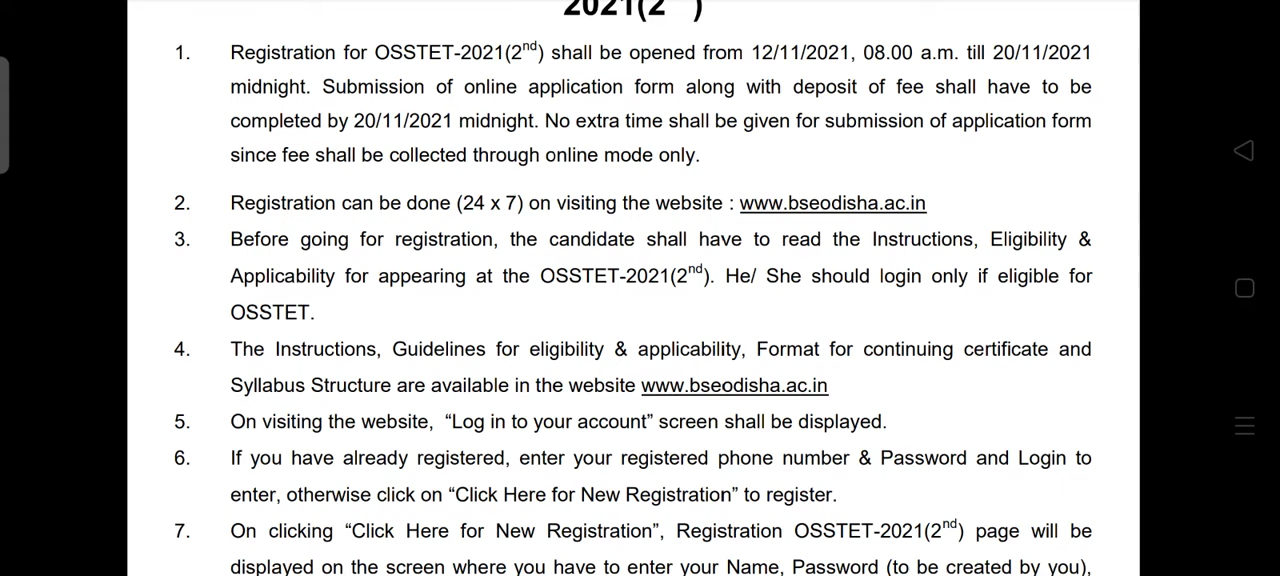 2021(2nd)
1. Registration for OSSTET-2021(2nd) shall be opened from 12/11/2021, 08.00 a.m. till 20/11/2021
midnight. Submission of online application form along with deposit of fee shall have to be
completed by 20/11/2021 midnight. No extra time shall be given for submission of application form
since fee shall be collected through online mode only.
2. Registration can be done (24 x 7) on visiting the website : www.bseodisha.ac.in
3. Before going for registration, the candidate shall have to read the Instructions, Eligibility &
Applicability for appearing at the OSSTET-2021(2nd). He/ She should login only if eligible for
OSSTET.
4. The Instructions, Guidelines for eligibility & applicability, Format for continuing certificate and
Syllabus Structure are available in the website www.bseodisha.ac.in
5. On visiting the website, “Log in to your account” screen shall be displayed.
6. If you have already registered, enter your registered phone number & Password and Login to
enter, otherwise click on “Click Here for New Registration” to register.
7. On clicking “Click Here for New Registration”, Registration OSSTET-2021(2nd) page will be
displayed on the screen where you have to enter your Name, Password (to be created by you),